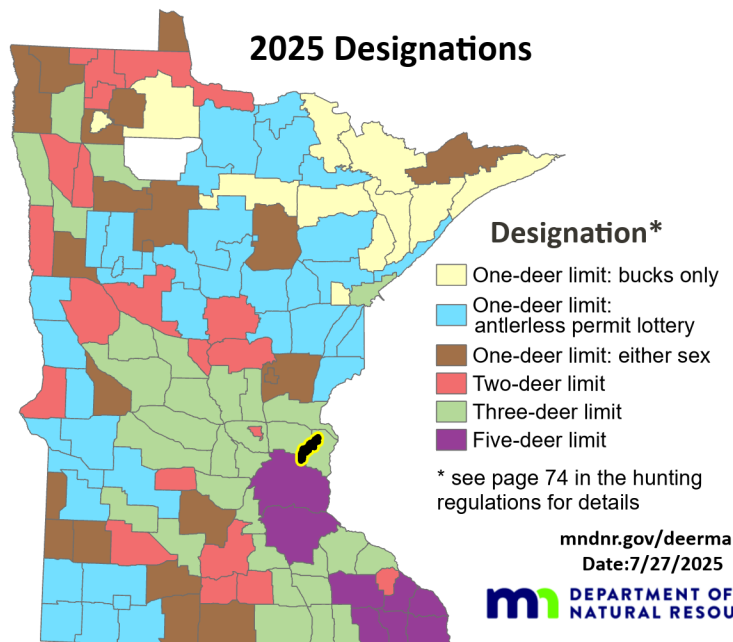 2025 Designations
Designation*
One-deer limit: bucks only
One-deer limit:
antlerless permit lottery
One-deer limit: either sex
Two-deer limit
Three-deer limit
Five-deer limit
* see page 74 in the hunting
regulations for details
mndnr.gov/deerma
Date:7/27/2025
mn DEPARTMENT OF
NATURAL RESOU